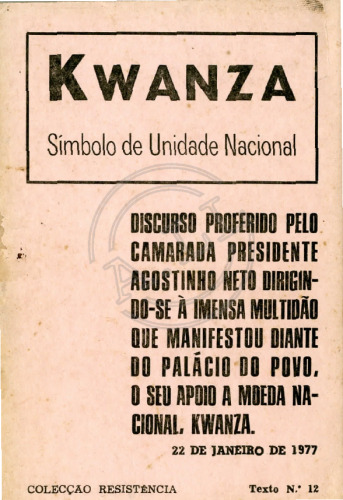 KWANZA
Símbolo de Unidade Nacional
DISCURSO PROFERIDO PELO
CAMARADA PRESIDENTE
AGOSTINHO NETO DIRIGIN-
DO-SE À IMENSA MULTIDÃO
QUE MANIFESTOU DIANTE
DO PALÁCIO DO POVO,
O SEU APOIO A MOEDA NA-
CIONAL, KWANZA.
22 DE JANEIRO DE 1977
COLECÇÃO RESISTÊNCIA Texto N.º 12